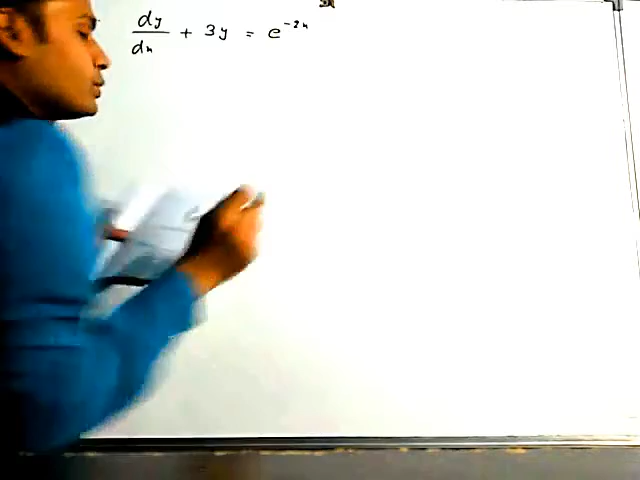 dy/dx + 3y = e^{-2x}